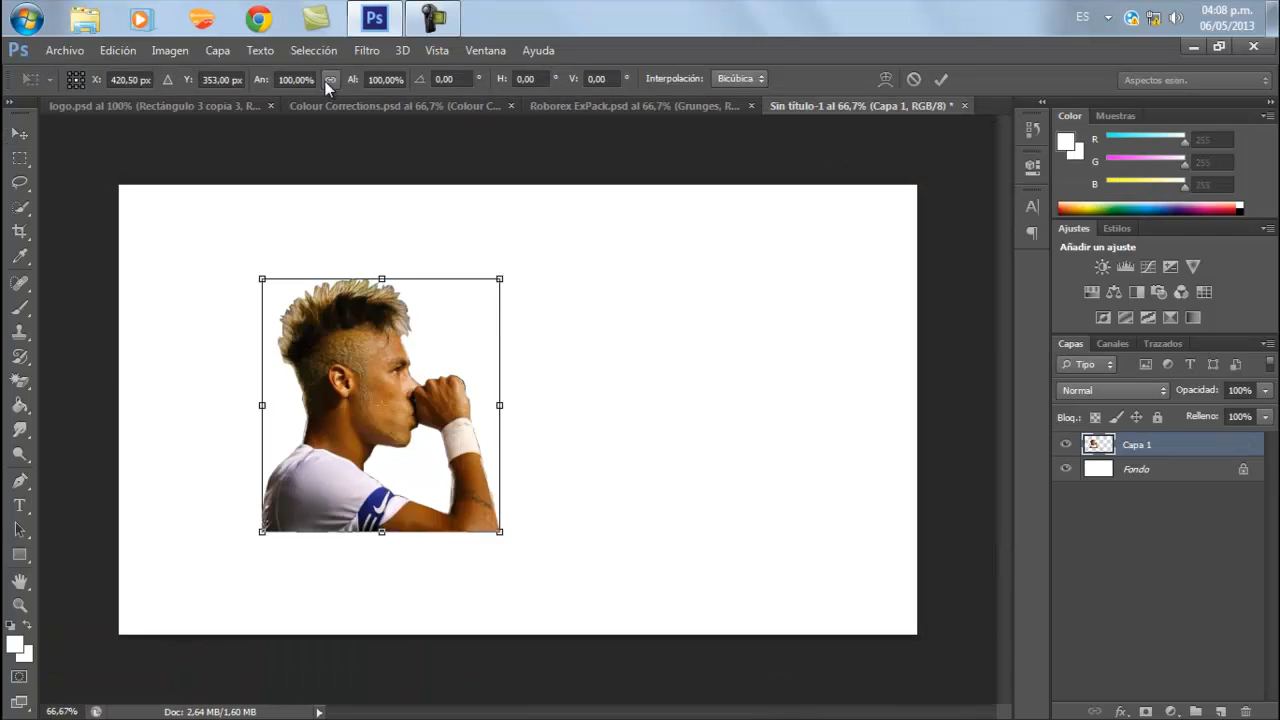 ES
04:08 p.m.
06/05/2013
Ps
Ps Archivo Edición Imagen Capa Texto Selección Filtro 3D Vista Ventana Ayuda
X: 420,50 px Y: 353,00 px An: 100,00% Al: 100,00% 0,00 ° H: 0,00 ° V: 0,00 ° Interpolación: Bicúbica Aspectos esen.
logo.psd al 100% (Rectángulo 3 copia 3, R... × Colour Corrections.psd al 66,7% (Colour C... × Roborex ExPack.psd al 66,7% (Grunges, R... × Sin título-1 al 66,7% (Capa 1, RGB/8) * ×
Color Muestras
R 255
G 255
B 255
Ajustes Estilos
Añadir un ajuste
Capas Canales Trazados
Tipo
Normal Opacidad: 100%
Bloq.: Relleno: 100%
Capa 1
Fondo
66,67% Doc: 2,64 MB/1,60 MB